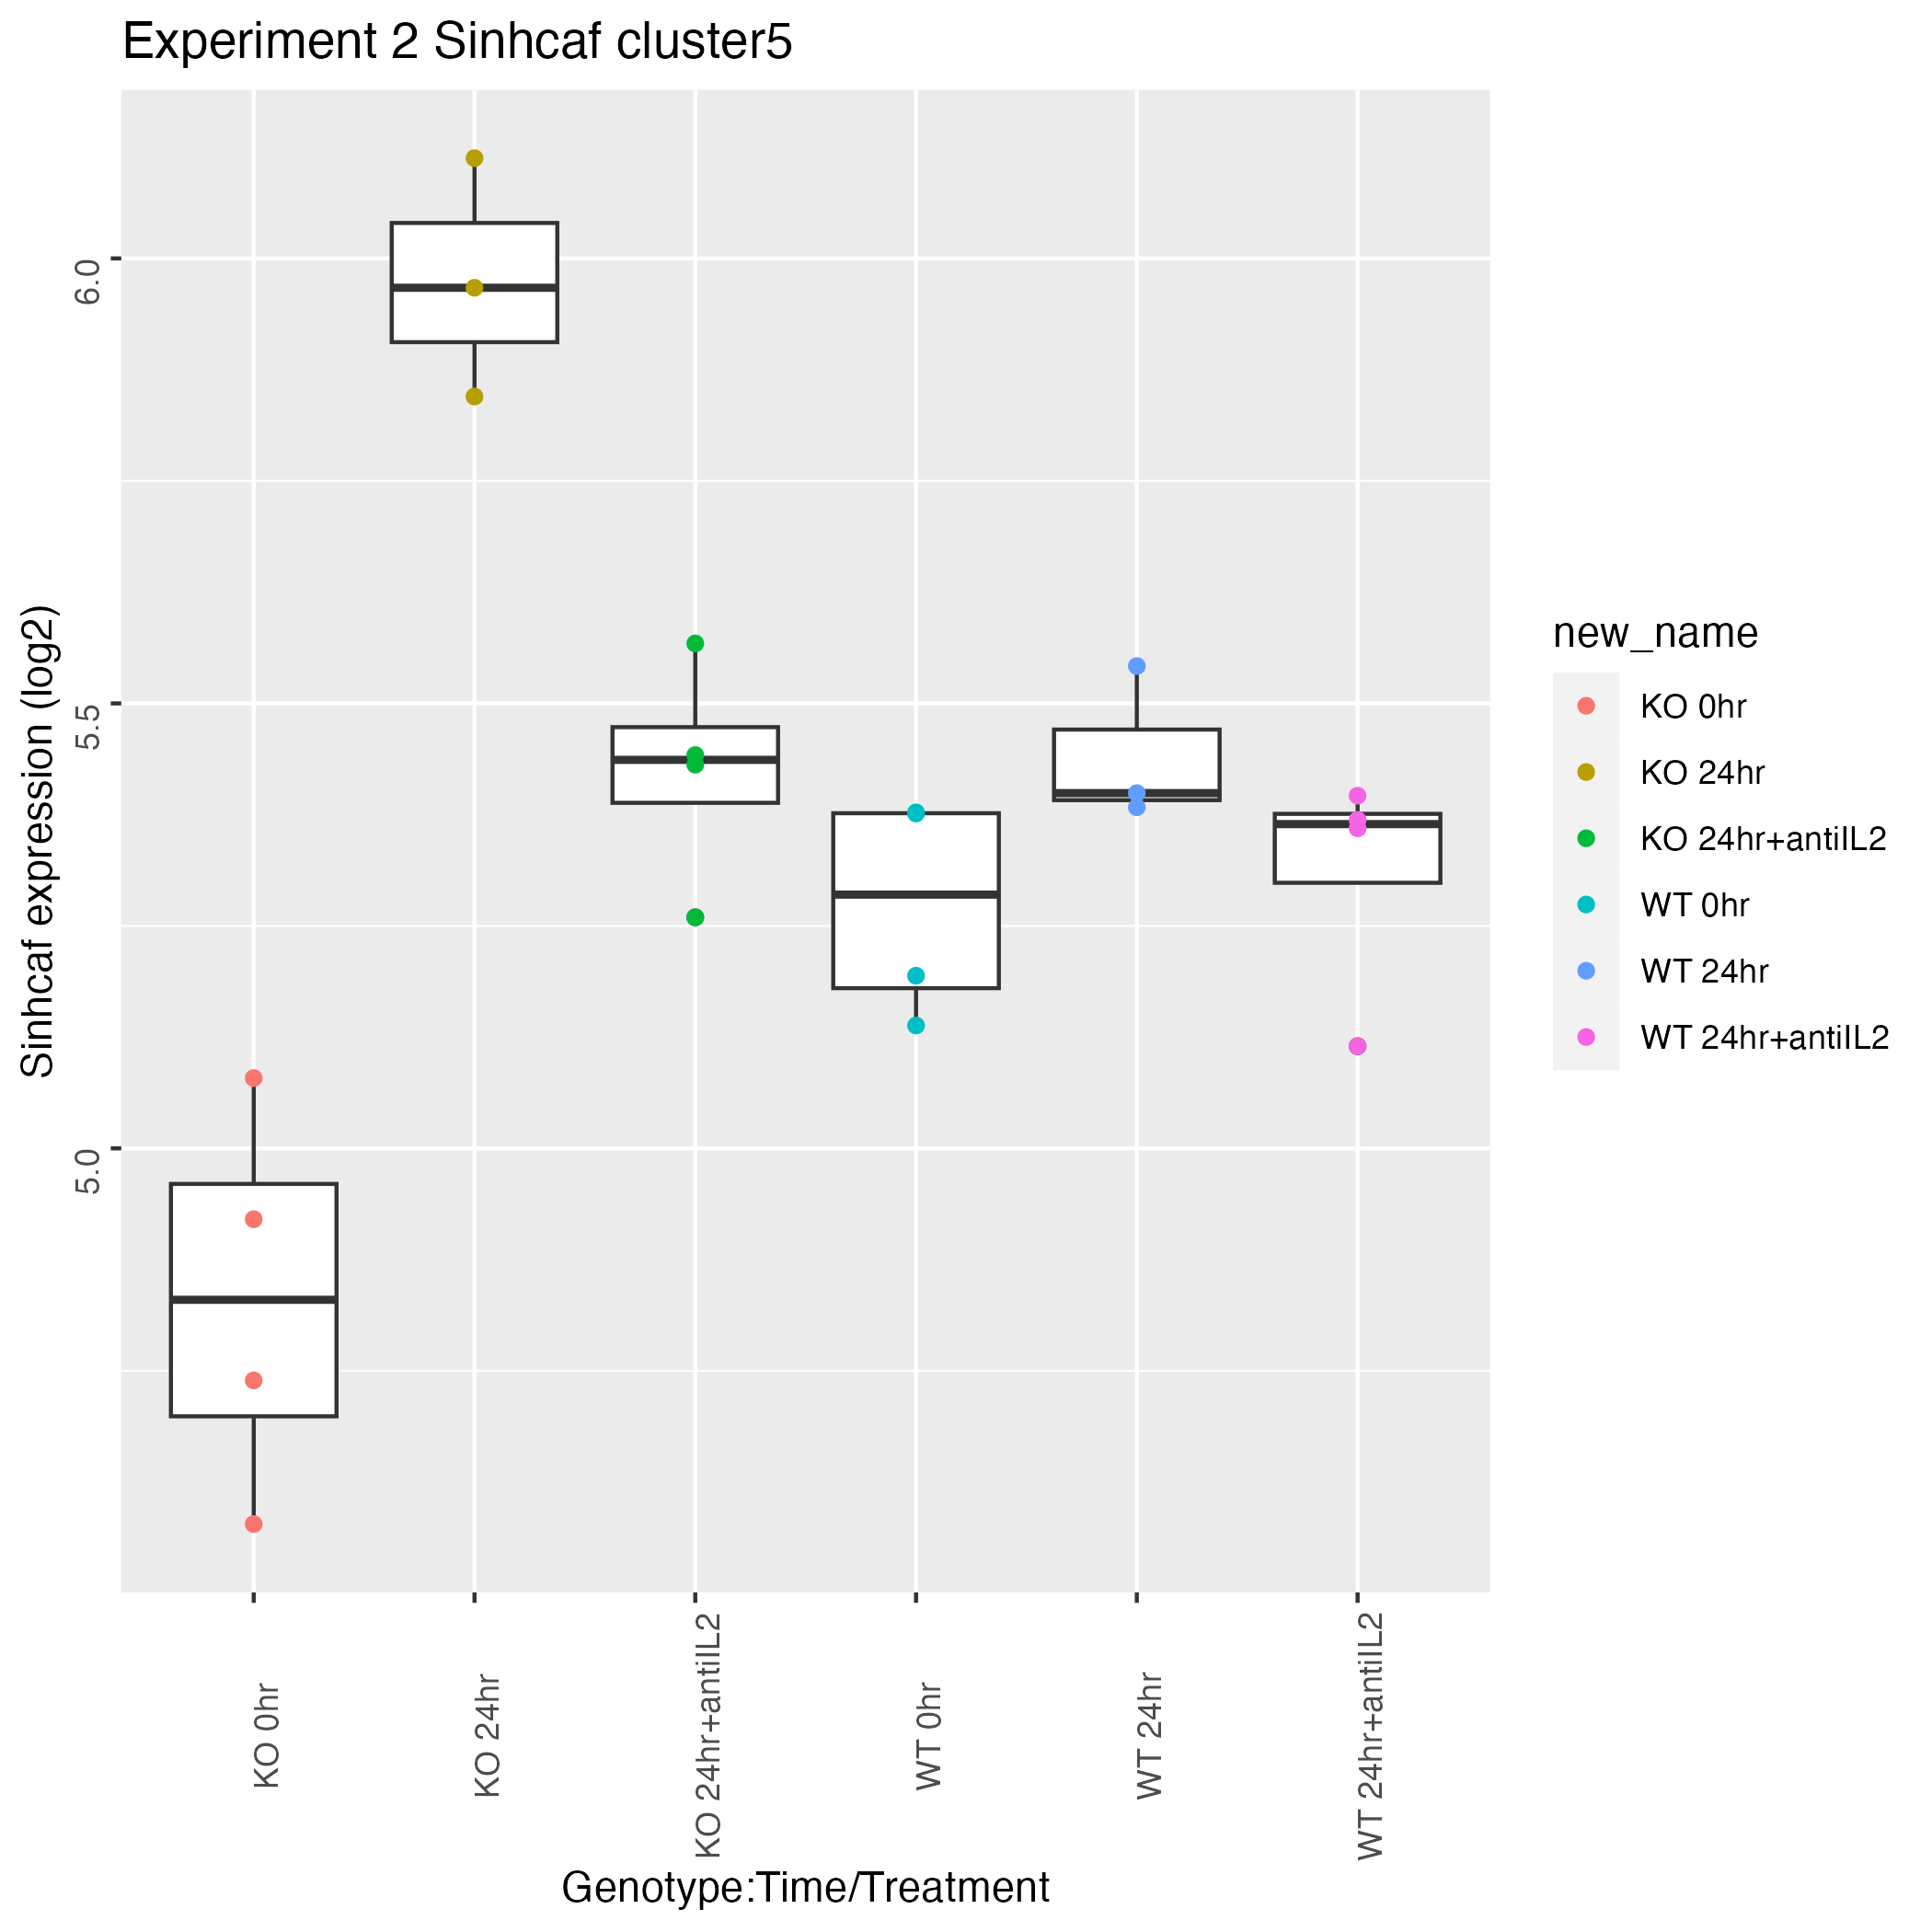 Experiment 2 Sinhcaf cluster5
Sinhcaf expression (log2)
6.0
5.5
5.0
KO 0hr
KO 24hr
KO 24hr+antiIL2
WT 0hr
WT 24hr
WT 24hr+antiIL2
Genotype:Time/Treatment
new_name
KO 0hr
KO 24hr
KO 24hr+antiIL2
WT 0hr
WT 24hr
WT 24hr+antiIL2